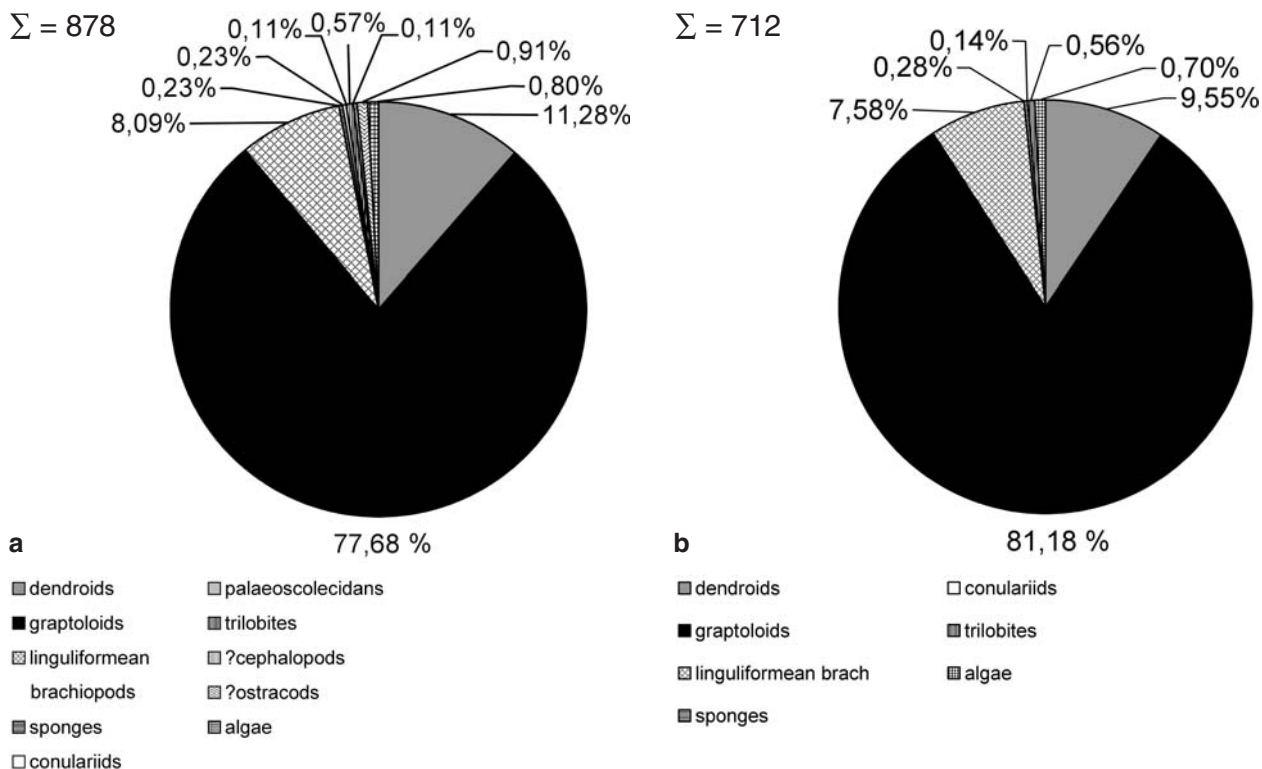 ∑ = 878
0,11% 0,57% 0,11%
0,23% 0,91%
0,23% 0,80%
8,09% 11,28%
77,68 %
a
dendroids palaeoscolecidans
graptoloids trilobites
linguliformean ?cephalopods
brachiopods ?ostracods
sponges algae
conulariids
∑ = 712
0,14% 0,56%
0,28% 0,70%
7,58% 9,55%
81,18 %
b
dendroids conulariids
graptoloids trilobites
linguliformean brach algae
sponges